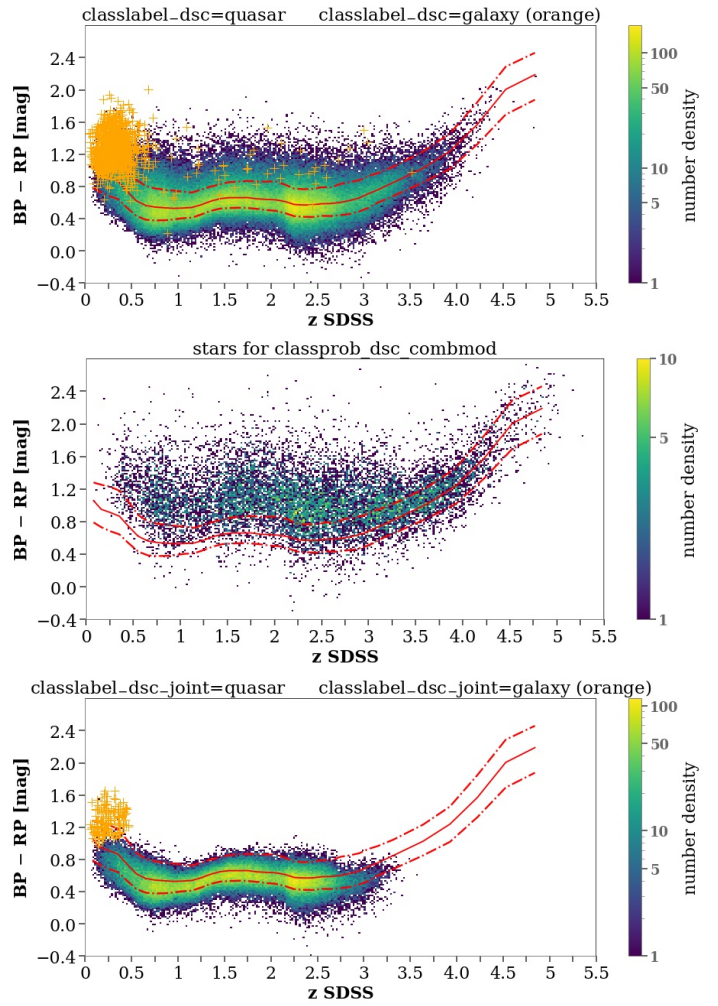 classlabel_dsc=quasar classlabel_dsc=galaxy (orange)
2.4
2.0
1.6
1.2
0.8
0.4
0.0
−0.4
BP − RP [mag]
0 0.5 1 1.5 2 2.5 3 3.5 4.0 4.5 5 5.5
z SDSS
100
50
10
5
1
number density
stars for classprob_dsc_combmod
2.4
2.0
1.6
1.2
0.8
0.4
0.0
−0.4
BP − RP [mag]
0 0.5 1 1.5 2 2.5 3 3.5 4.0 4.5 5 5.5
z SDSS
10
5
1
number density
classlabel_dsc_joint=quasar classlabel_dsc_joint=galaxy (orange)
2.4
2.0
1.6
1.2
0.8
0.4
0.0
−0.4
BP − RP [mag]
0 0.5 1 1.5 2 2.5 3 3.5 4.0 4.5 5 5.5
z SDSS
100
50
10
5
1
number density